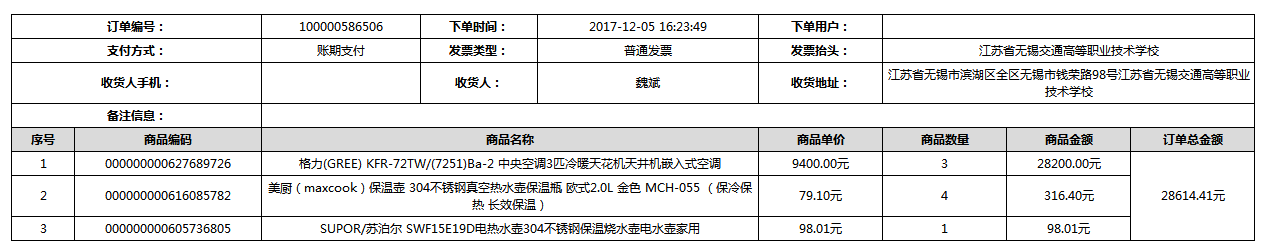 订单编号： 100000586506 下单时间： 2017-12-05 16:23:49 下单用户：
支付方式： 账期支付 发票类型： 普通发票 发票抬头： 江苏省无锡交通高等职业技术学校
收货人手机： 收货人： 魏斌 收货地址： 江苏省无锡市滨湖区全区无锡市钱荣路98号江苏省无锡交通高等职业
技术学校
备注信息：
序号 商品编码 商品名称 商品单价 商品数量 商品金额 订单总金额
1 000000000627689726 格力(GREE) KFR-72TW/(7251)Ba-2 中央空调3匹冷暖天花机天井机嵌入式空调 9400.00元 3 28200.00元
2 000000000616085782 美厨（maxcook）保温壶 304不锈钢真空热水壶保温瓶 欧式2.0L 金色 MCH-055 （保冷保
热 长效保温） 79.10元 4 316.40元 28614.41元
3 000000000605736805 SUPOR/苏泊尔 SWF15E19D电热水壶304不锈钢保温烧水壶电水壶家用 98.01元 1 98.01元